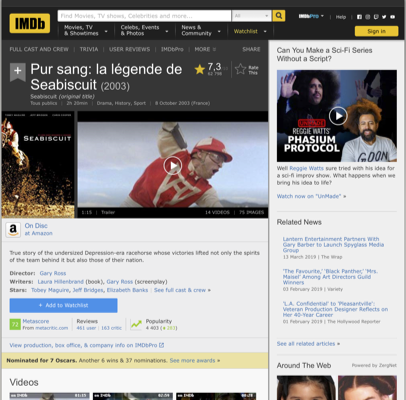 IMDb
Find Movies, TV shows, Celebrities and more...
All
IMDbPro
Help
Movies, TV & Showtimes
Celebs, Events & Photos
News & Community
Watchlist
Sign in
FULL CAST AND CREW | TRIVIA | USER REVIEWS | IMDbPro | MORE
SHARE
Pur sang: la légende de
Seabiscuit (2003)
7,3
Rate This
Seabiscuit (original title)
Tous publics | 2h 20min | Drama, History, Sport | 8 October 2003 (France)
SEABISCUIT
1:15 | Trailer
14 VIDEOS | 75 IMAGES
On Disc
at Amazon
True story of the undersized Depression-era racehorse whose victories lifted not only the spirits
of the team behind it but also those of their nation.
Director: Gary Ross
Writers: Laura Hillenbrand (book), Gary Ross (screenplay)
Stars: Tobey Maguire, Jeff Bridges, Elizabeth Banks | See full cast & crew »
+ Add to Watchlist
72
Metascore
From metacritic.com
Reviews
461 user | 163 critic
Popularity
View production, box office, & company info on IMDbPro
Nominated for 7 Oscars. Another 6 wins & 37 nominations. See more awards »
Videos
Can You Make a Sci-Fi Series
Without a Script?
REGGIE WATTS'
PHASIUM
PROTOCOL
Well Reggie Watts sure tried with his idea
for a sci-fi improv show. What happens when
we bring his idea to life?
Watch now on "UnMade" »
Related News
Lantern Entertainment Partners With
Gary Barber to Launch Spyglass Media
Group
13 March 2019 | The Wrap
'The Favourite,' 'Black Panther,' 'Mrs.
Maisel' Among Art Directors Guild
Winners
03 February 2019 | Variety
'L.A. Confidential' to 'Pleasantville':
Veteran Production Designer Reflects on
Her 40-Year Career
01 February 2019 | The Hollywood Reporter
See all related articles »
Around The Web
Powered by ZergNet